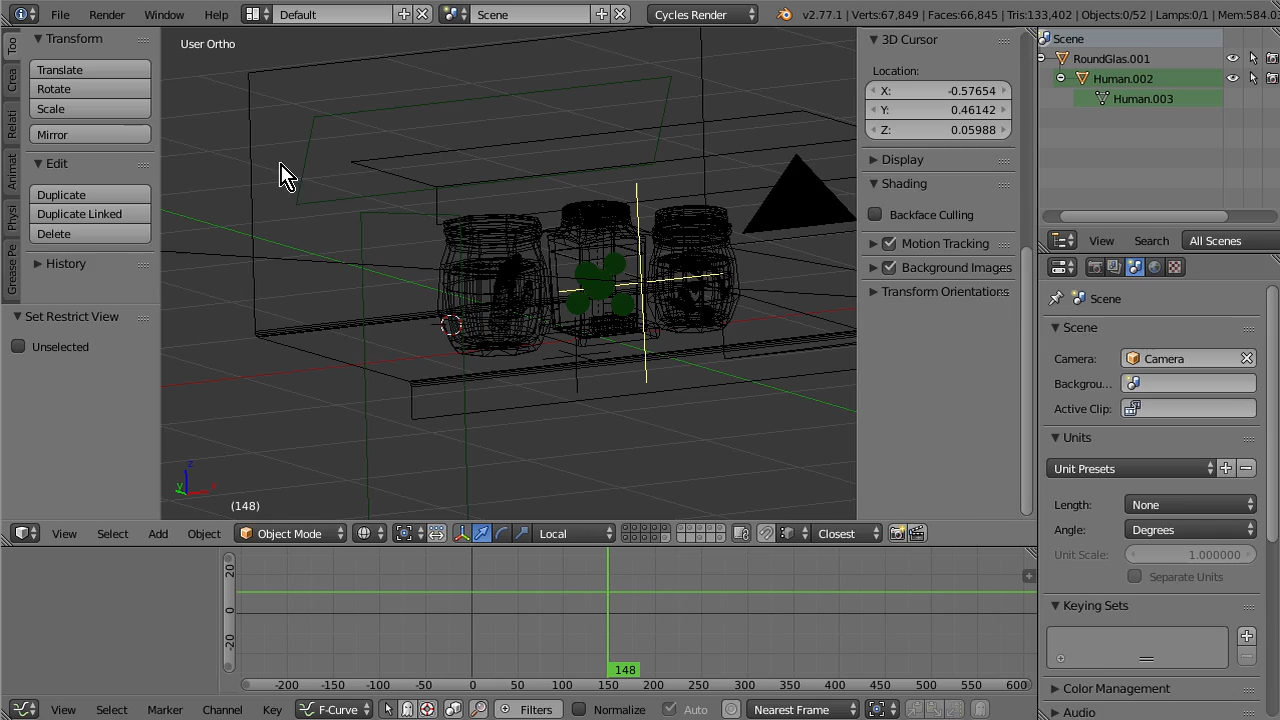 File
Render
Window
Help
Default
Scene
Cycles Render
v2.77.1 | Verts:67,849 | Faces:66,845 | Tris:133,402 | Objects:0/52 | Lamps:0/1 | Mem:584.0
Transform
Translate
Rotate
Scale
Mirror
Edit
Duplicate
Duplicate Linked
Delete
History
Set Restrict View
Unselected
Too
Crea
Relati
Animat
Physi
Grease Pe
User Ortho
(148)
z
y
x
3D Cursor
Location:
X: -0.57654
Y: 0.46142
Z: 0.05988
Display
Shading
Backface Culling
Motion Tracking
Background Images
Transform Orientations
Scene
RoundGlas.001
Human.002
Human.003
View
Search
All Scenes
Scene
Scene
Camera: Camera
Backgrou...
Active Clip:
Units
Unit Presets
Length: None
Angle: Degrees
Unit Scale: 1.000000
Separate Units
Keying Sets
Color Management
Audio
View
Select
Add
Object
Object Mode
Local
Closest
20
0
-20
148
-200 -150 -100 -50 0 50 100 150 200 250 300 350 400 450 500 550 600
View
Select
Marker
Channel
Key
F-Curve
Filters
Normalize
Auto
Nearest Frame